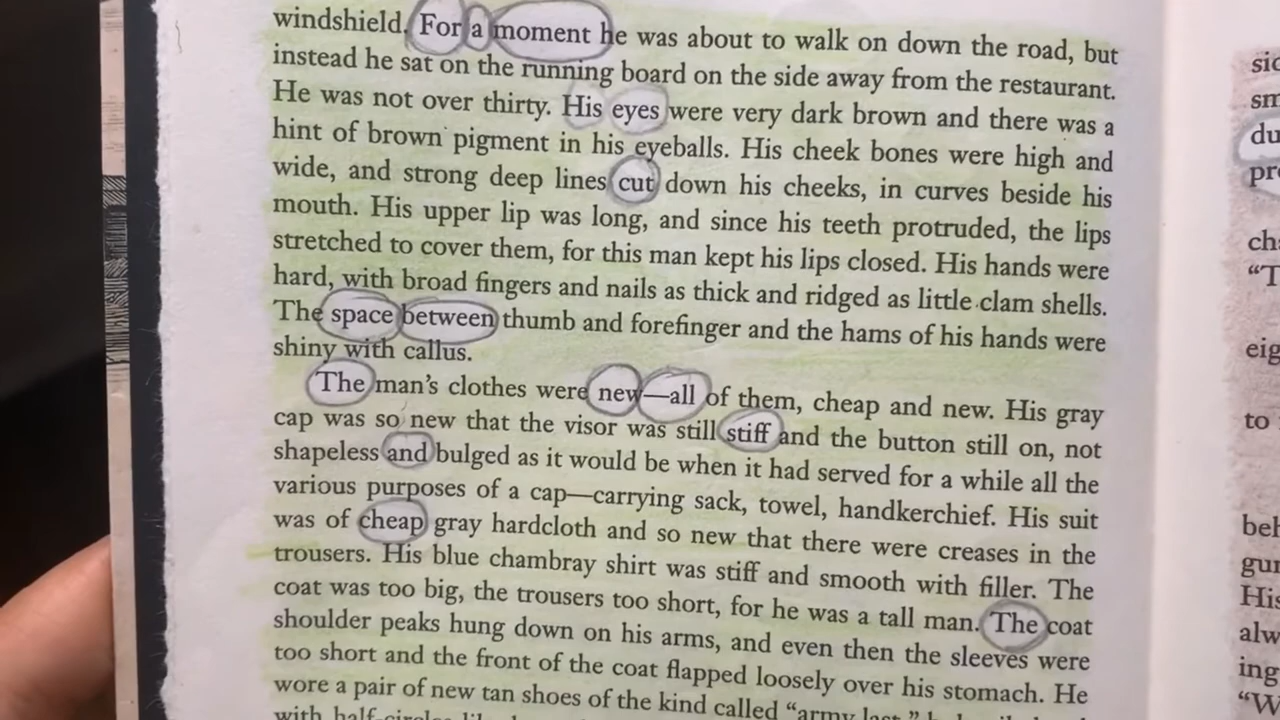 windshield. For a moment he was about to walk on down the road, but
instead he sat on the running board on the side away from the restaurant.
He was not over thirty. His eyes were very dark brown and there was a
hint of brown pigment in his eyeballs. His cheek bones were high and
wide, and strong deep lines cut down his cheeks, in curves beside his
mouth. His upper lip was long, and since his teeth protruded, the lips
stretched to cover them, for this man kept his lips closed. His hands were
hard, with broad fingers and nails as thick and ridged as little clam shells.
The space between thumb and forefinger and the hams of his hands were
shiny with callus.
The man's clothes were new—all of them, cheap and new. His gray
cap was so new that the visor was still stiff and the button still on, not
shapeless and bulged as it would be when it had served for a while all the
various purposes of a cap—carrying sack, towel, handkerchief. His suit
was of cheap gray hardcloth and so new that there were creases in the
trousers. His blue chambray shirt was stiff and smooth with filler. The
coat was too big, the trousers too short, for he was a tall man. The coat
shoulder peaks hung down on his arms, and even then the sleeves were
too short and the front of the coat flapped loosely over his stomach. He
wore a pair of new tan shoes of the kind called “army last,”
with half-circles
to
His
“W